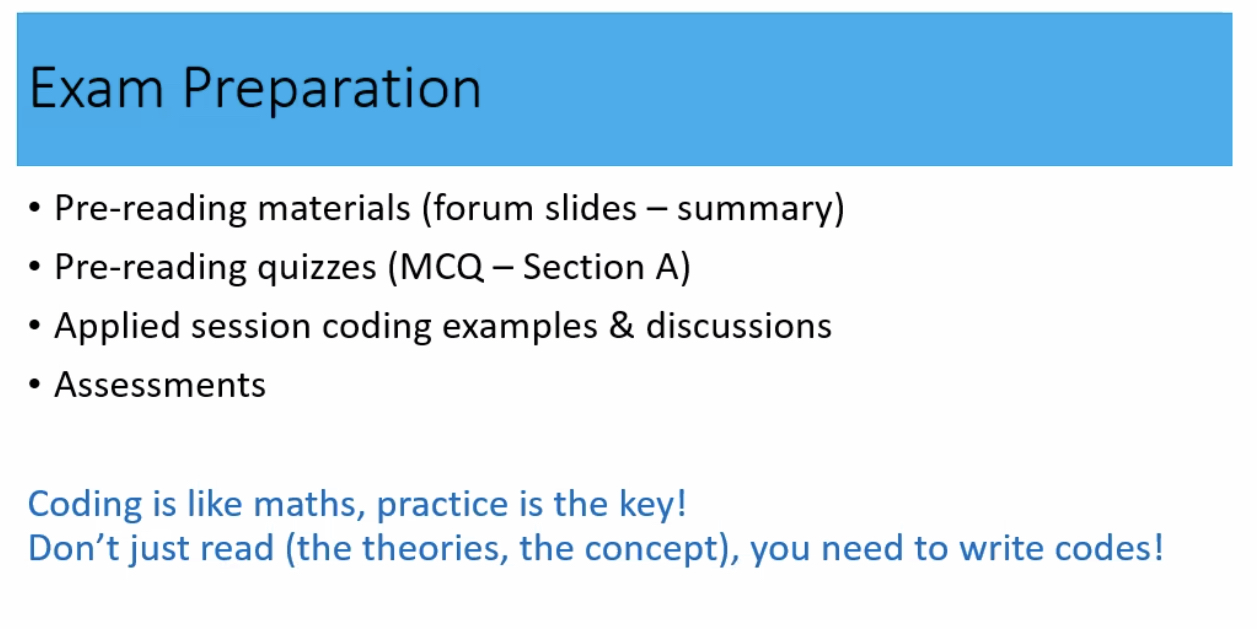 Exam Preparation
• Pre-reading materials (forum slides – summary)
• Pre-reading quizzes (MCQ – Section A)
• Applied session coding examples & discussions
• Assessments
Coding is like maths, practice is the key!
Don’t just read (the theories, the concept), you need to write codes!